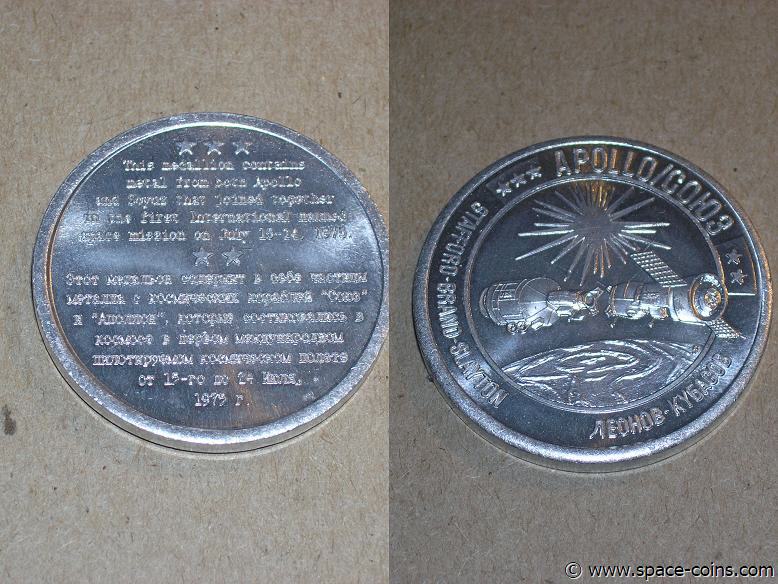 ★ ★ ★
This medallion contains
metal from both Apollo
and Soyuz that joined together
in the first International manned
space mission on July 15-24, 1975.
★ ★
Этот медальон содержит в себе частицы
металла с космических кораблей "Союз"
и "Аполлон", которые состыковались в
космосе в первом международном
пилотируемом космическом полете
от 15-го до 24 Июля,
1975 г.
★★★ APOLLO/СОЮЗ ★★
STAFFORD-BRAND-SLAYTON
ЛЕОНОВ-КУБАСОВ
© www.space-coins.com